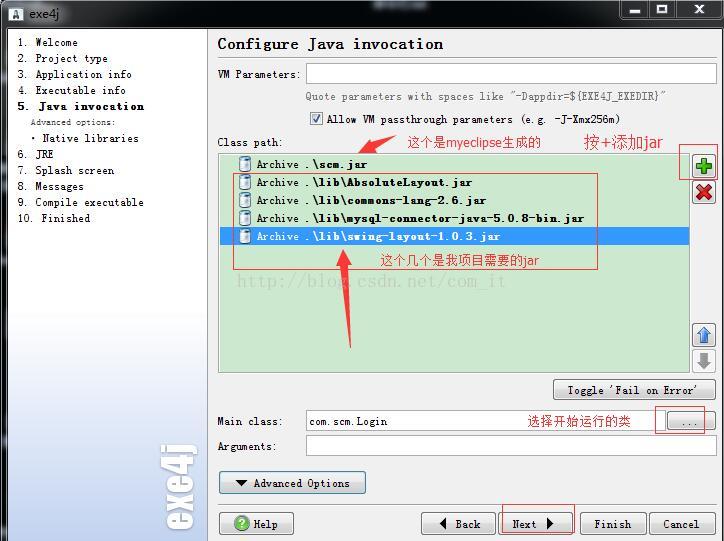 exe4j
1. Welcome
2. Project type
3. Application info
4. Executable info
5. Java invocation
Advanced options:
· Native libraries
6. JRE
7. Splash screen
8. Messages
9. Compile executable
10. Finished
exe4j
Configure Java invocation
VM Parameters:
Quote parameters with spaces like "-Dappdir=${EXE4J_EXEDIR}"
Allow VM passthrough parameters (e.g. -J-Xmx256m)
Class path:
这个是myeclipse生成的
按+添加jar
Archive .\scm.jar
Archive .\lib\AbsoluteLayout.jar
Archive .\lib\commons-lang-2.6.jar
Archive .\lib\mysql-connector-java-5.0.8-bin.jar
Archive .\lib\swing-layout-1.0.3.jar
这个几个是我项目需要的jar
http://blog.csdn.net/com_it
Toggle 'Fail on Error'
Main class: com.scm.Login
选择开始运行的类
...
Arguments:
Advanced Options
Help
Back
Next
Finish
Cancel